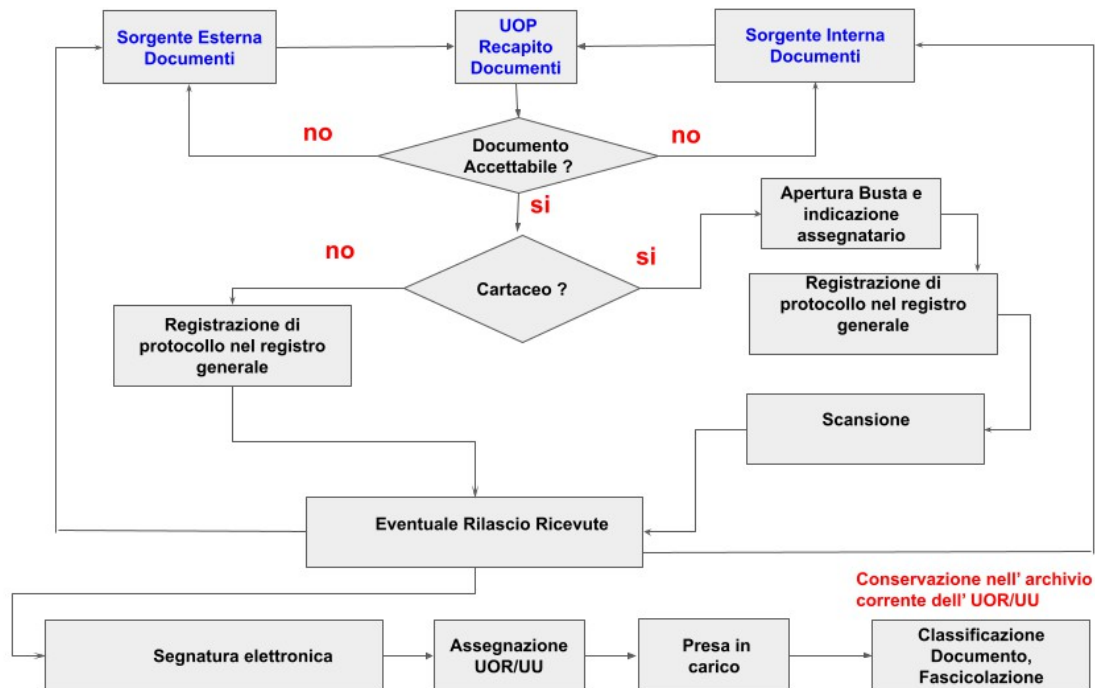 Sorgente Esterna
Documenti
UOP
Recapito
Documenti
Sorgente Interna
Documenti
no
Documento
Accettabile ?
no
si
Apertura Busta e
indicazione
assegnatario
no
Cartaceo ?
si
Registrazione di
protocollo nel registro
generale
Registrazione di
protocollo nel registro
generale
Scansione
Eventuale Rilascio Ricevute
Conservazione nell' archivio
corrente dell' UOR/UU
Segnatura elettronica
Assegnazione
UOR/UU
Presa in
carico
Classificazione
Documento,
Fascicolazione